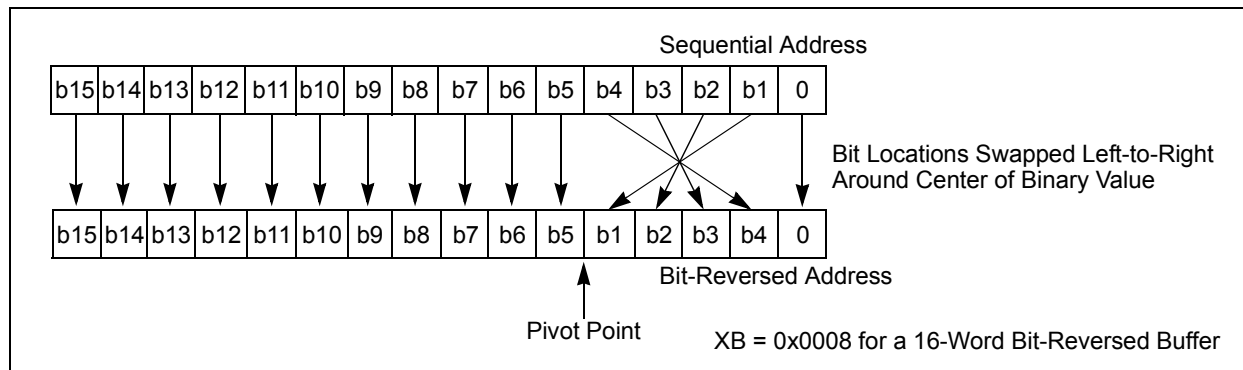 Sequential Address
b15 b14 b13 b12 b11 b10 b9 b8 b7 b6 b5 b4 b3 b2 b1 0
Bit Locations Swapped Left-to-Right
Around Center of Binary Value
b15 b14 b13 b12 b11 b10 b9 b8 b7 b6 b5 b1 b2 b3 b4 0
Bit-Reversed Address
Pivot Point
XB = 0x0008 for a 16-Word Bit-Reversed Buffer